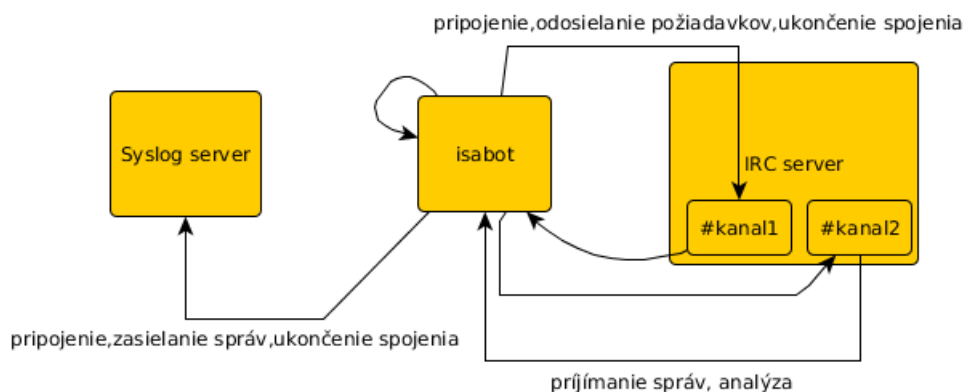 pripojenie,odosielanie požiadavkov,ukončenie spojenia
Syslog server
isabot
IRC server
#kanal1
#kanal2
pripojenie,zasielanie správ,ukončenie spojenia
príjímanie správ, analýza